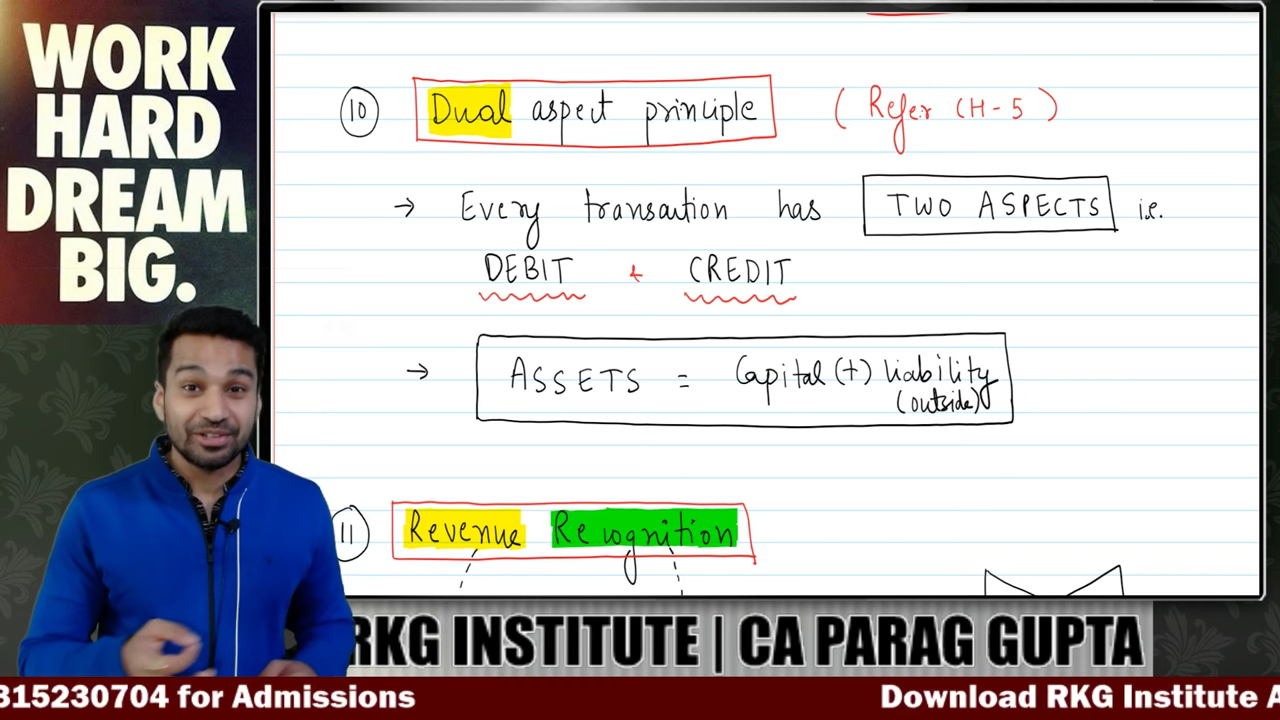 WORK
HARD
DREAM
BIG.
10 Dual aspect principle (Refer CH-5)
→ Every transaction has TWO ASPECTS i.e.
DEBIT + CREDIT
→ ASSETS = Capital (+) liability
(outside)
11 Revenue Recognition
RKG INSTITUTE | CA PARAG GUPTA
315230704 for Admissions
Download RKG Institute A